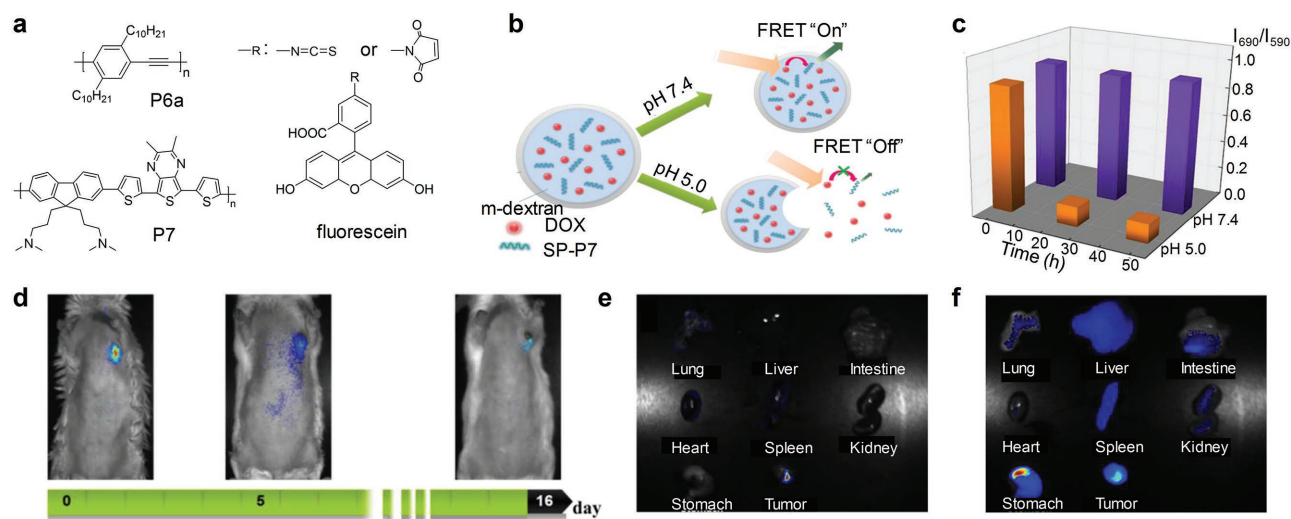 a
C10H21
C10H21
n
P6a
—R: —N=C=S or
N
O
O
N
N
S
S
S
n
N
N
P7
R
HOOC
HO
O
OH
fluorescein
b
FRET “On”
pH 7.4
pH 5.0
FRET “Off”
m-dextran
DOX
SP-P7
c
I690/I590
1.0
0.8
0.6
0.4
0.2
0.0
0
10
20
30
40
50
Time (h)
pH 7.4
pH 5.0
d
0
5
16
day
e
Lung
Liver
Intestine
Heart
Spleen
Kidney
Stomach
Tumor
f
Lung
Liver
Intestine
Heart
Spleen
Kidney
Stomach
Tumor